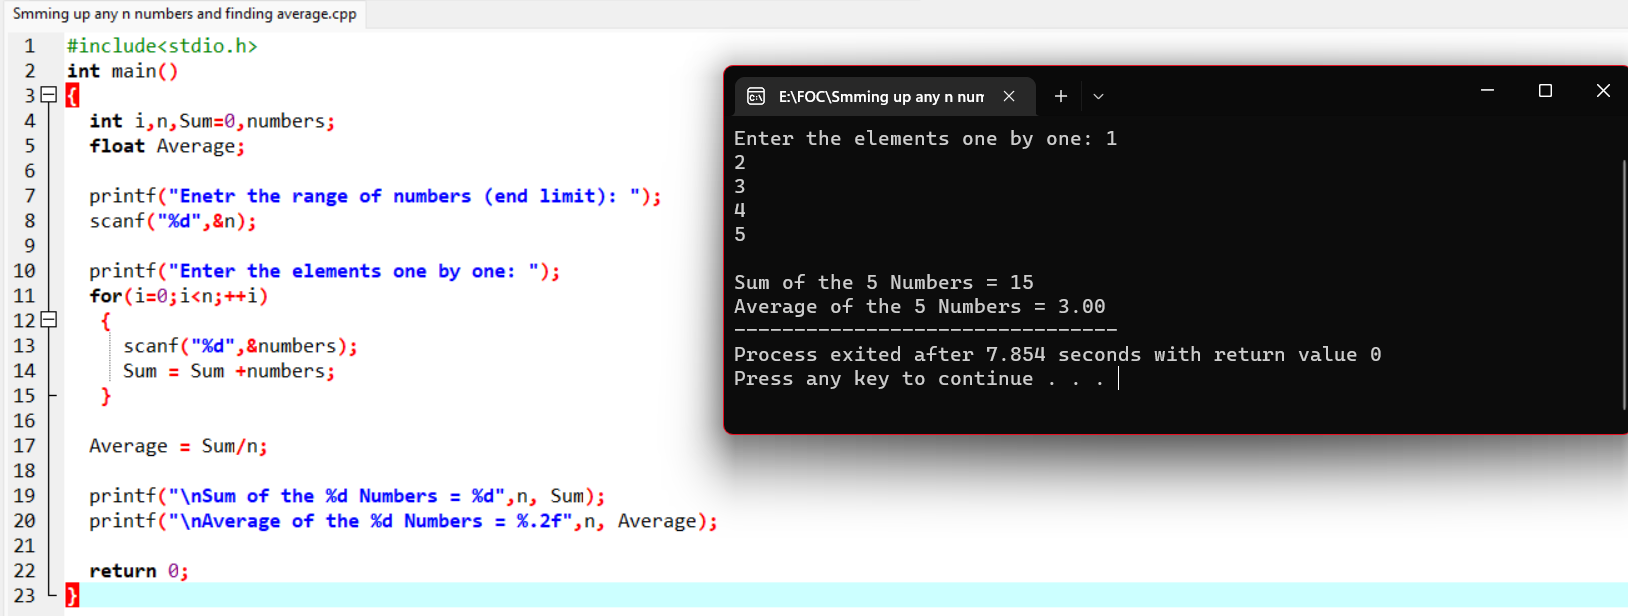 Smming up any n numbers and finding average.cpp
1 #include<stdio.h>
2 int main()
3 {
4 int i,n,Sum=0,numbers;
5 float Average;
6
7 printf("Enetr the range of numbers (end limit): ");
8 scanf("%d",&n);
9
10 printf("Enter the elements one by one: ");
11 for(i=0;i<n;++i)
12 {
13 scanf("%d",&numbers);
14 Sum = Sum +numbers;
15 }
16
17 Average = Sum/n;
18
19 printf("\nSum of the %d Numbers = %d",n, Sum);
20 printf("\nAverage of the %d Numbers = %.2f",n, Average);
21
22 return 0;
23 }
E:\FOC\Smming up any n num
Enter the elements one by one: 1
2
3
4
5
Sum of the 5 Numbers = 15
Average of the 5 Numbers = 3.00
--------------------------------
Process exited after 7.854 seconds with return value 0
Press any key to continue . . .